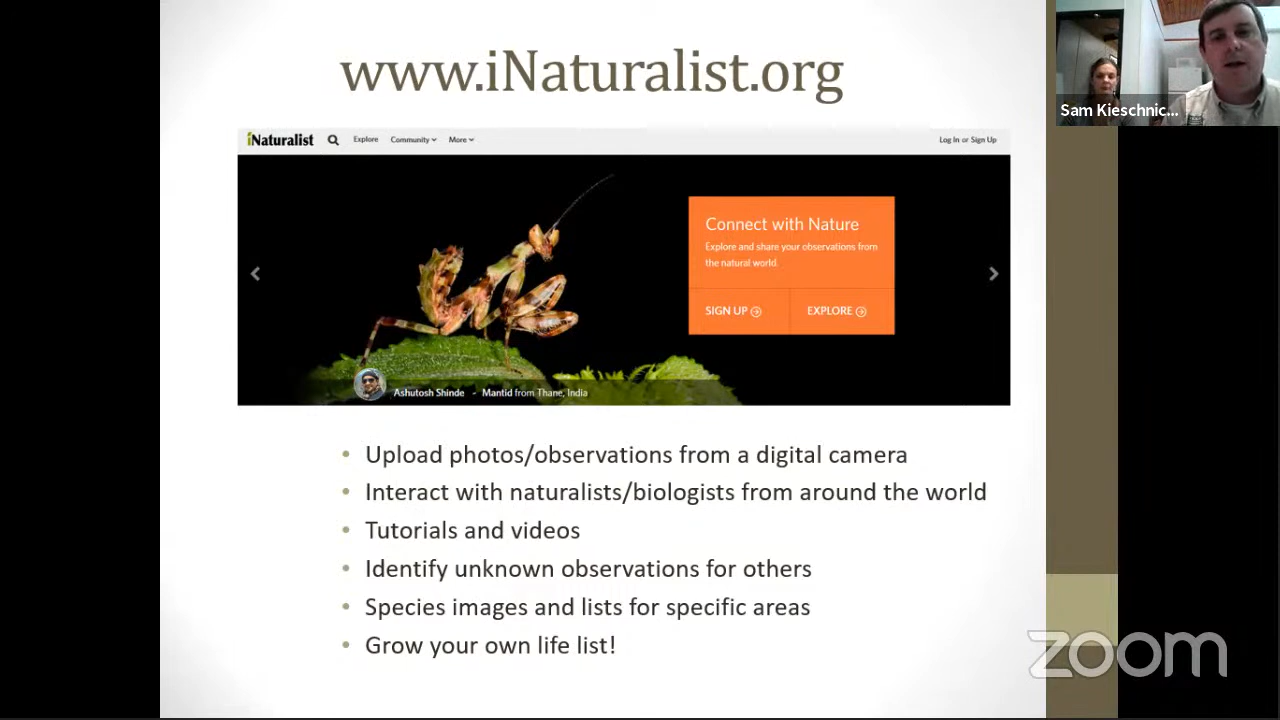 www.iNaturalist.org
Sam Kieschnic...
iNaturalist Explore Community More Log In or Sign Up
Connect with Nature
Explore and share your observations from
the natural world.
SIGN UP EXPLORE
Ashutosh Shinde - Mantid from Thane, India
• Upload photos/observations from a digital camera
• Interact with naturalists/biologists from around the world
• Tutorials and videos
• Identify unknown observations for others
• Species images and lists for specific areas
• Grow your own life list!
zoom